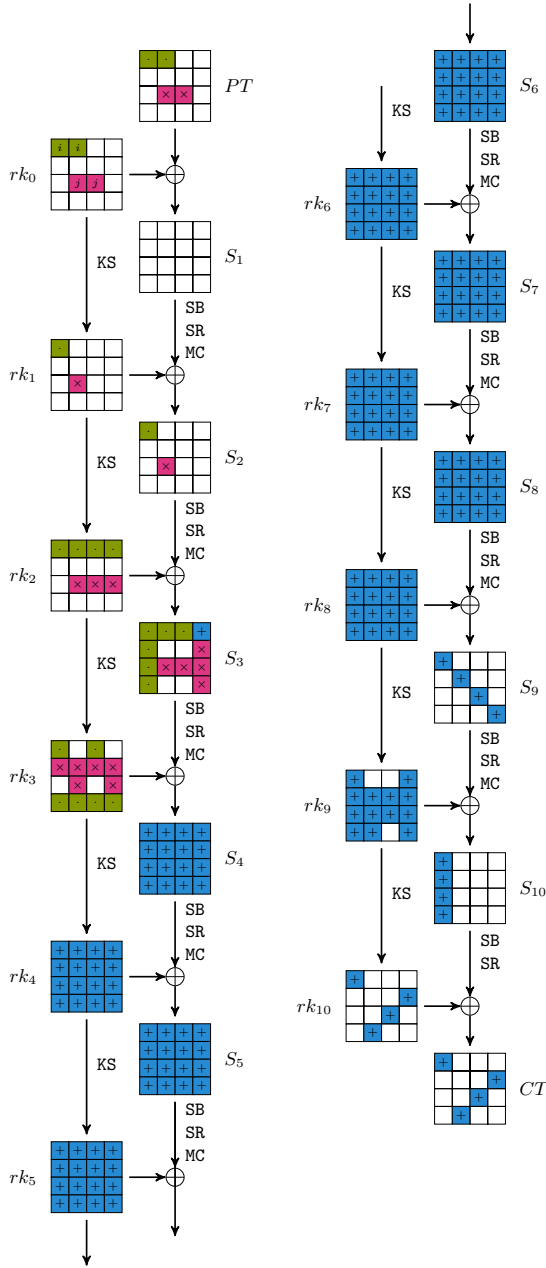 · ·
PT
× ×
i i
rk₀
j j
⊕
S₁
KS
SB
SR
MC
·
rk₁
×
⊕
·
S₂
×
KS
SB
SR
MC
· · · ·
rk₂
× × ×
⊕
· · · +
· ×
S₃
· × × ×
· ×
KS
SB
SR
MC
· ·
× × × ×
rk₃
× ×
· · · ·
⊕
+ + + +
+ + + +
S₄
+ + + +
+ + + +
KS
SB
SR
MC
+ + + +
+ + + +
rk₄
+ + + +
+ + + +
⊕
+ + + +
+ + + +
S₅
+ + + +
+ + + +
KS
SB
SR
MC
+ + + +
+ + + +
rk₅
+ + + +
+ + + +
⊕
+ + + +
+ + + +
S₆
+ + + +
+ + + +
KS
SB
SR
MC
+ + + +
+ + + +
rk₆
+ + + +
+ + + +
⊕
+ + + +
+ + + +
S₇
+ + + +
+ + + +
KS
SB
SR
MC
+ + + +
+ + + +
rk₇
+ + + +
+ + + +
⊕
+ + + +
+ + + +
S₈
+ + + +
+ + + +
KS
SB
SR
MC
+ + + +
+ + + +
rk₈
+ + + +
+ + + +
⊕
+
+
S₉
+
+
KS
SB
SR
MC
+ +
+ + + +
rk₉
+ + + +
+ + +
⊕
+
+
S₁₀
+
+
KS
SB
SR
+
+
rk₁₀
+
+
⊕
+
+
CT
+
+